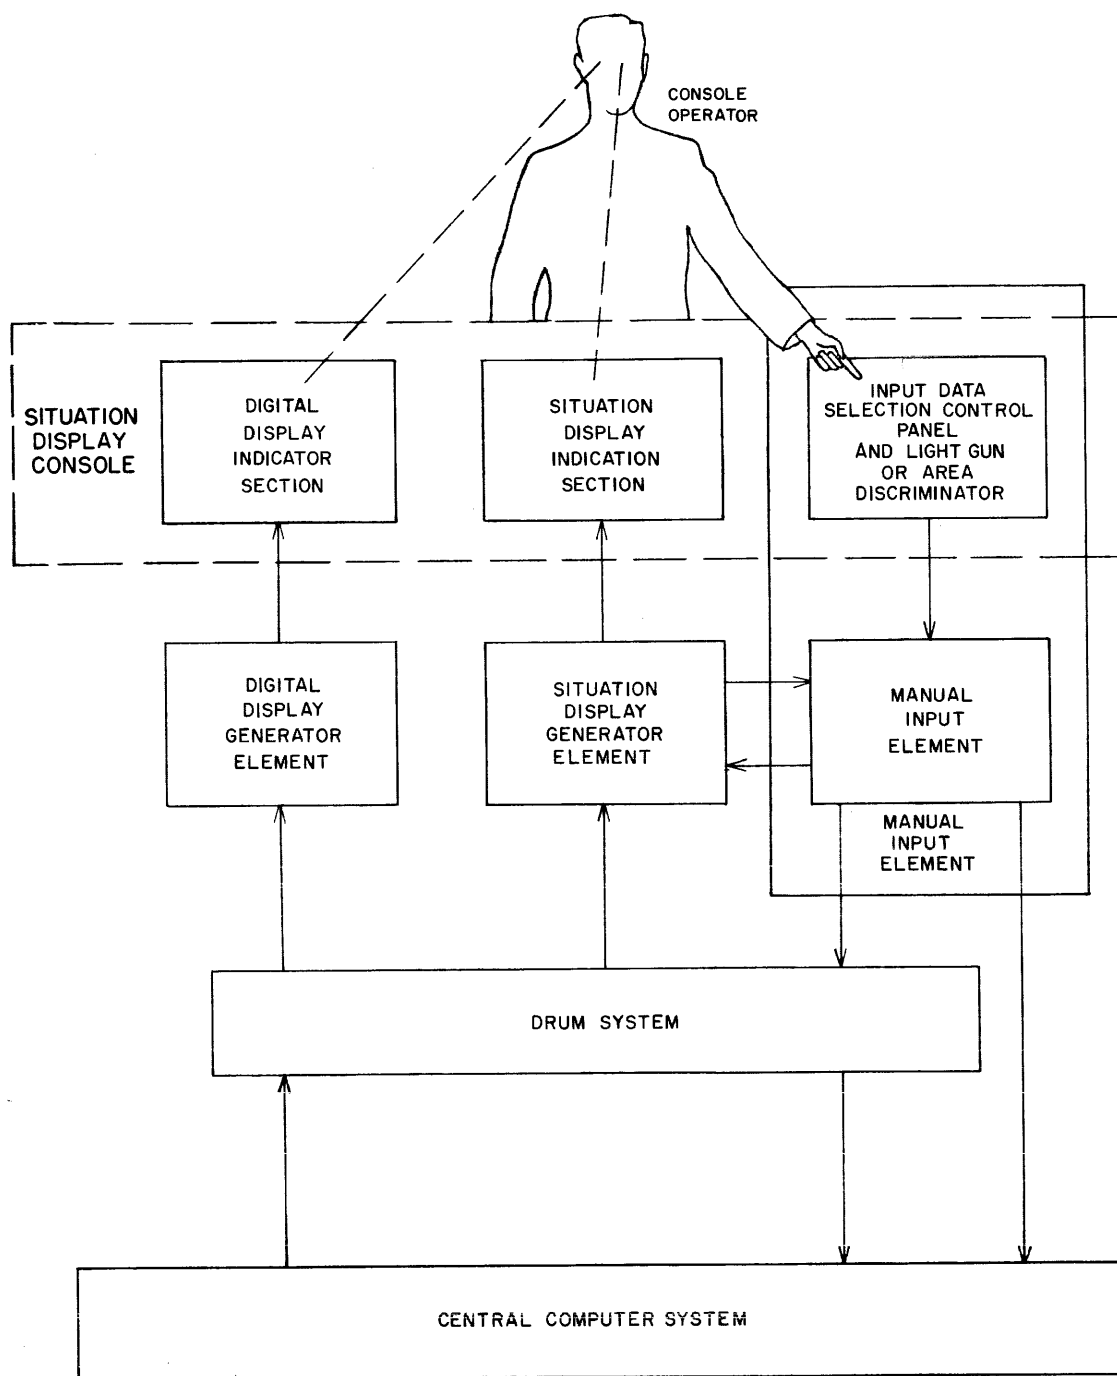 CONSOLE
OPERATOR
SITUATION
DISPLAY
CONSOLE
DIGITAL
DISPLAY
INDICATOR
SECTION
SITUATION
DISPLAY
INDICATION
SECTION
INPUT DATA
SELECTION CONTROL
PANEL
AND LIGHT GUN
OR AREA
DISCRIMINATOR
DIGITAL
DISPLAY
GENERATOR
ELEMENT
SITUATION
DISPLAY
GENERATOR
ELEMENT
MANUAL
INPUT
ELEMENT
MANUAL
INPUT
ELEMENT
DRUM SYSTEM
CENTRAL COMPUTER SYSTEM